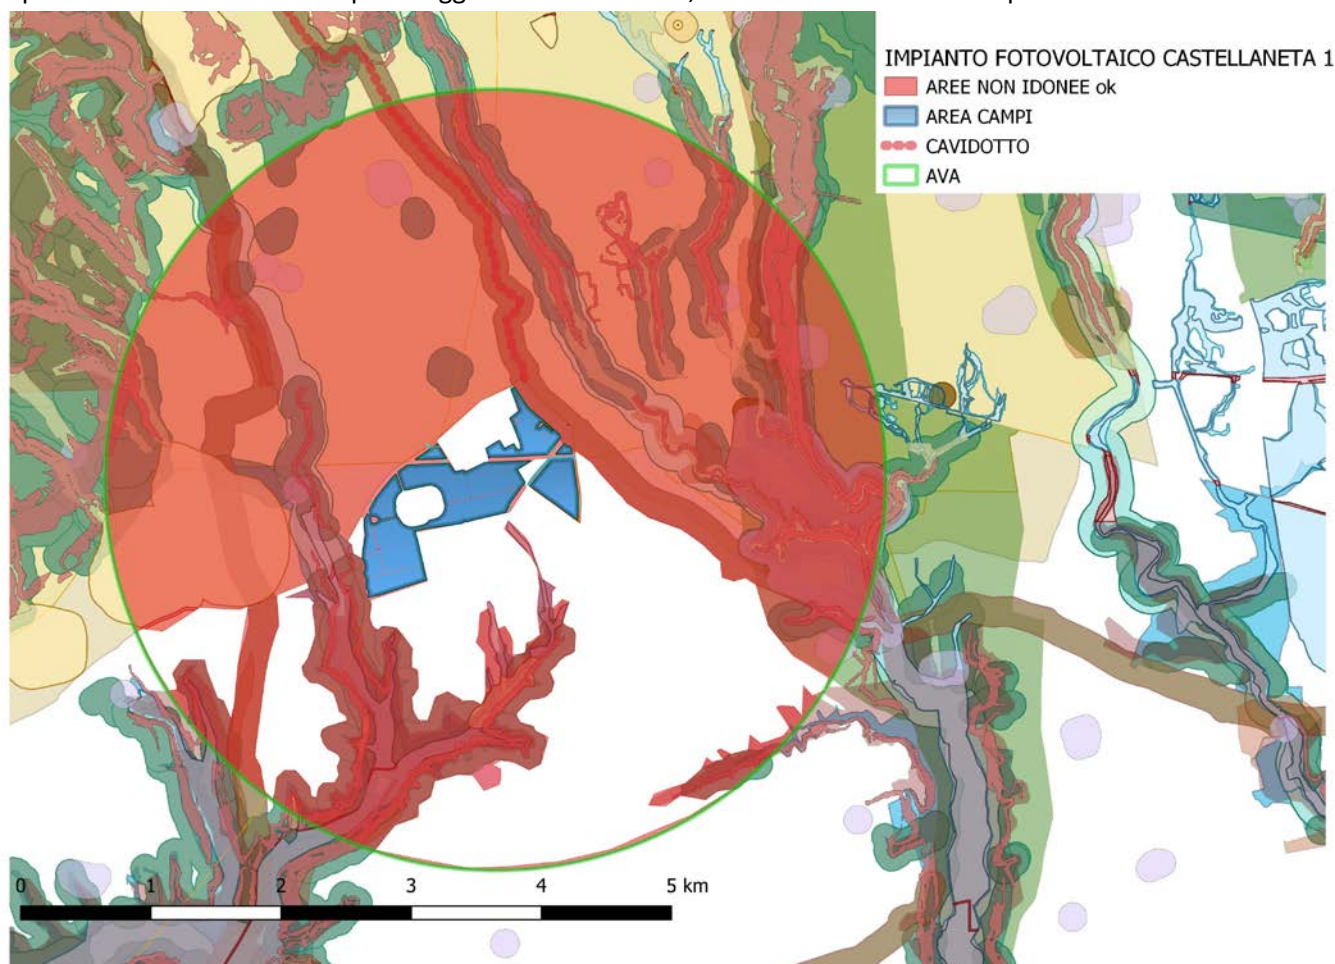 IMPIANTO FOTOVOLTAICO CASTELLANETA 1
AREE NON IDONEE ok
AREA CAMPI
CAVIDOTTO
AVA
0 1 2 3 4 5 km